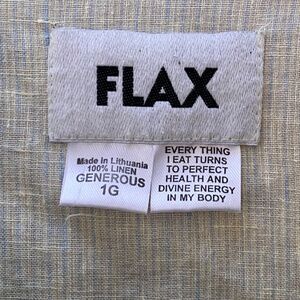 FLAX
Made in Lithuania
100% LINEN
GENEROUS
1G
EVERY THING
I EAT TURNS
TO PERFECT
HEALTH AND
DIVINE ENERGY
IN MY BODY